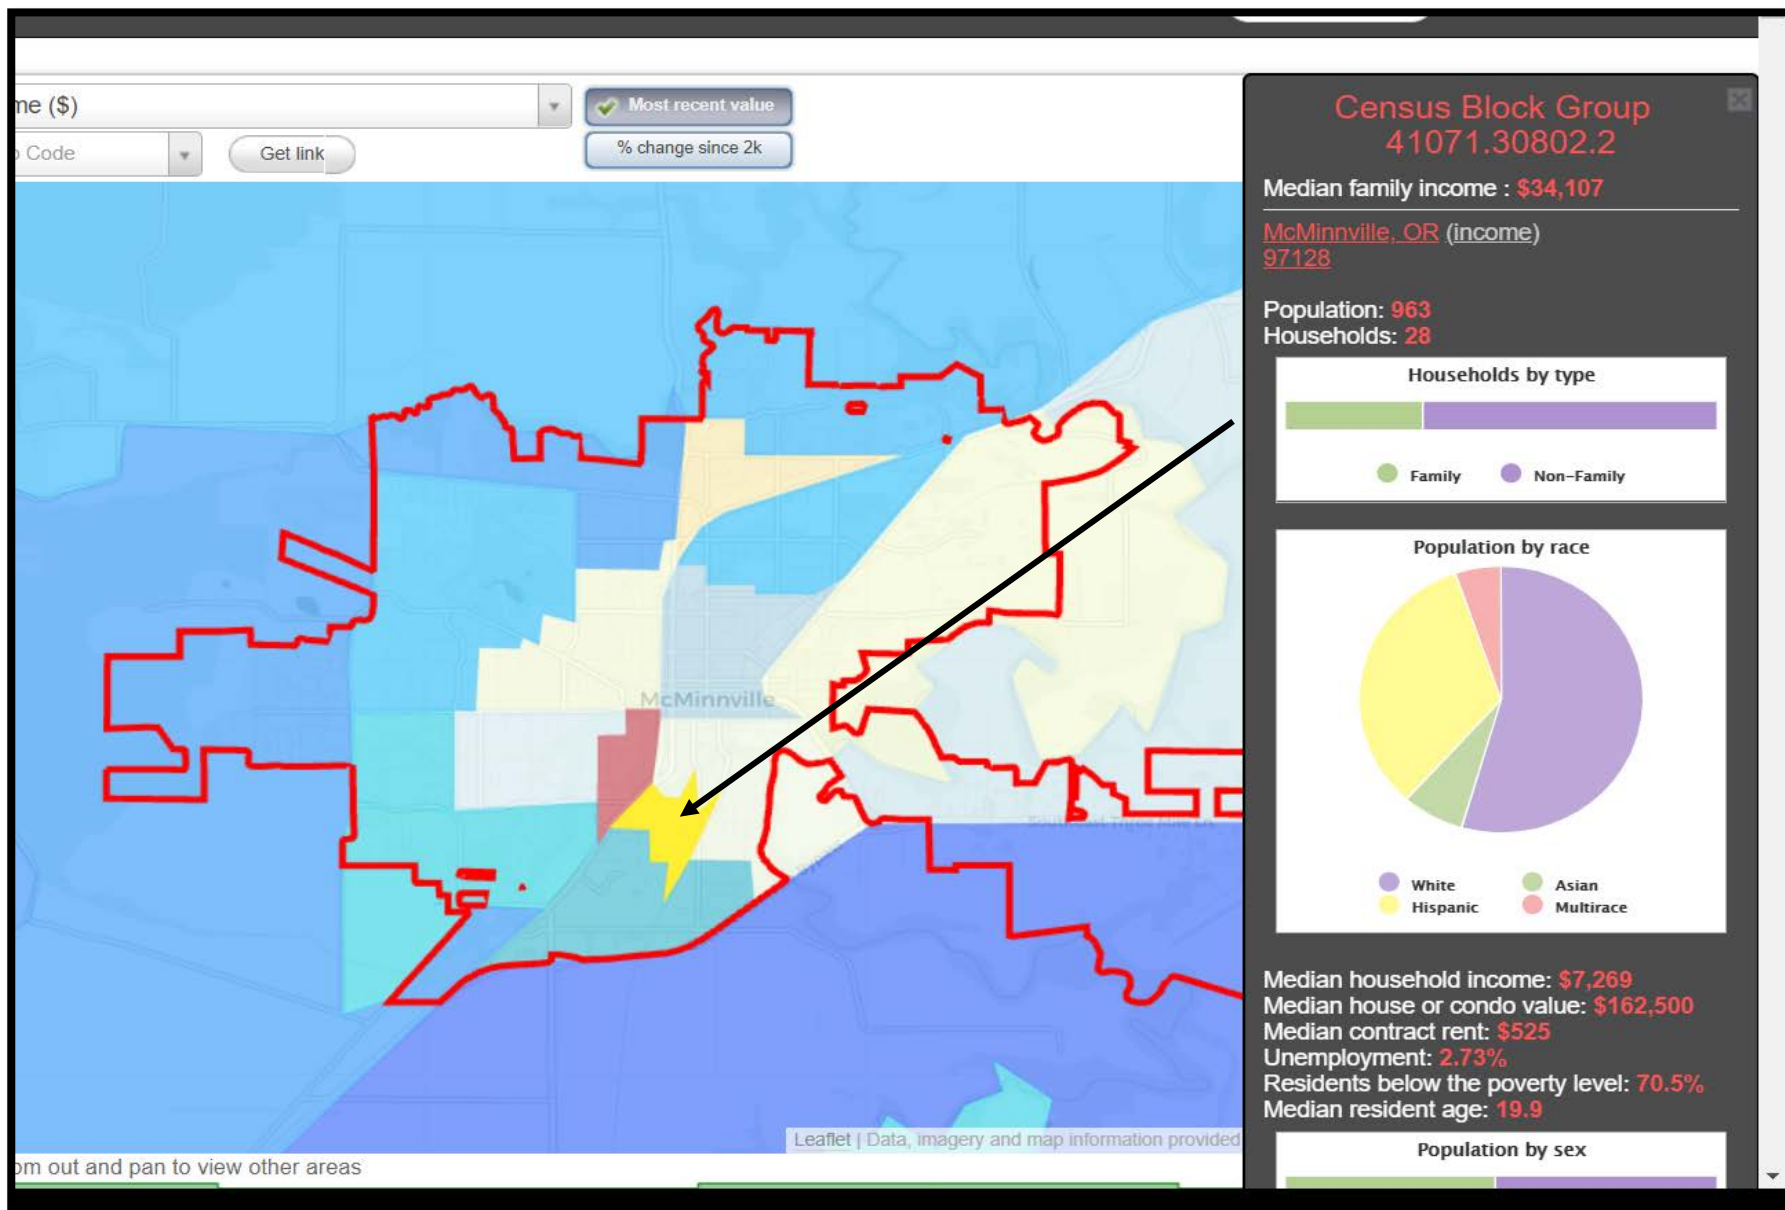 me ($)
Most recent value
Code
Get link
% change since 2k
McMinnville
Leaflet | Data, imagery and map information provided
om out and pan to view other areas
Census Block Group
41071.30802.2
Median family income : $34,107
McMinnville, OR (income)
97128
Population: 963
Households: 28
Households by type
Family Non-Family
Population by race
White Asian
Hispanic Multirace
Median household income: $7,269
Median house or condo value: $162,500
Median contract rent: $525
Unemployment: 2.73%
Residents below the poverty level: 70.5%
Median resident age: 19.9
Population by sex